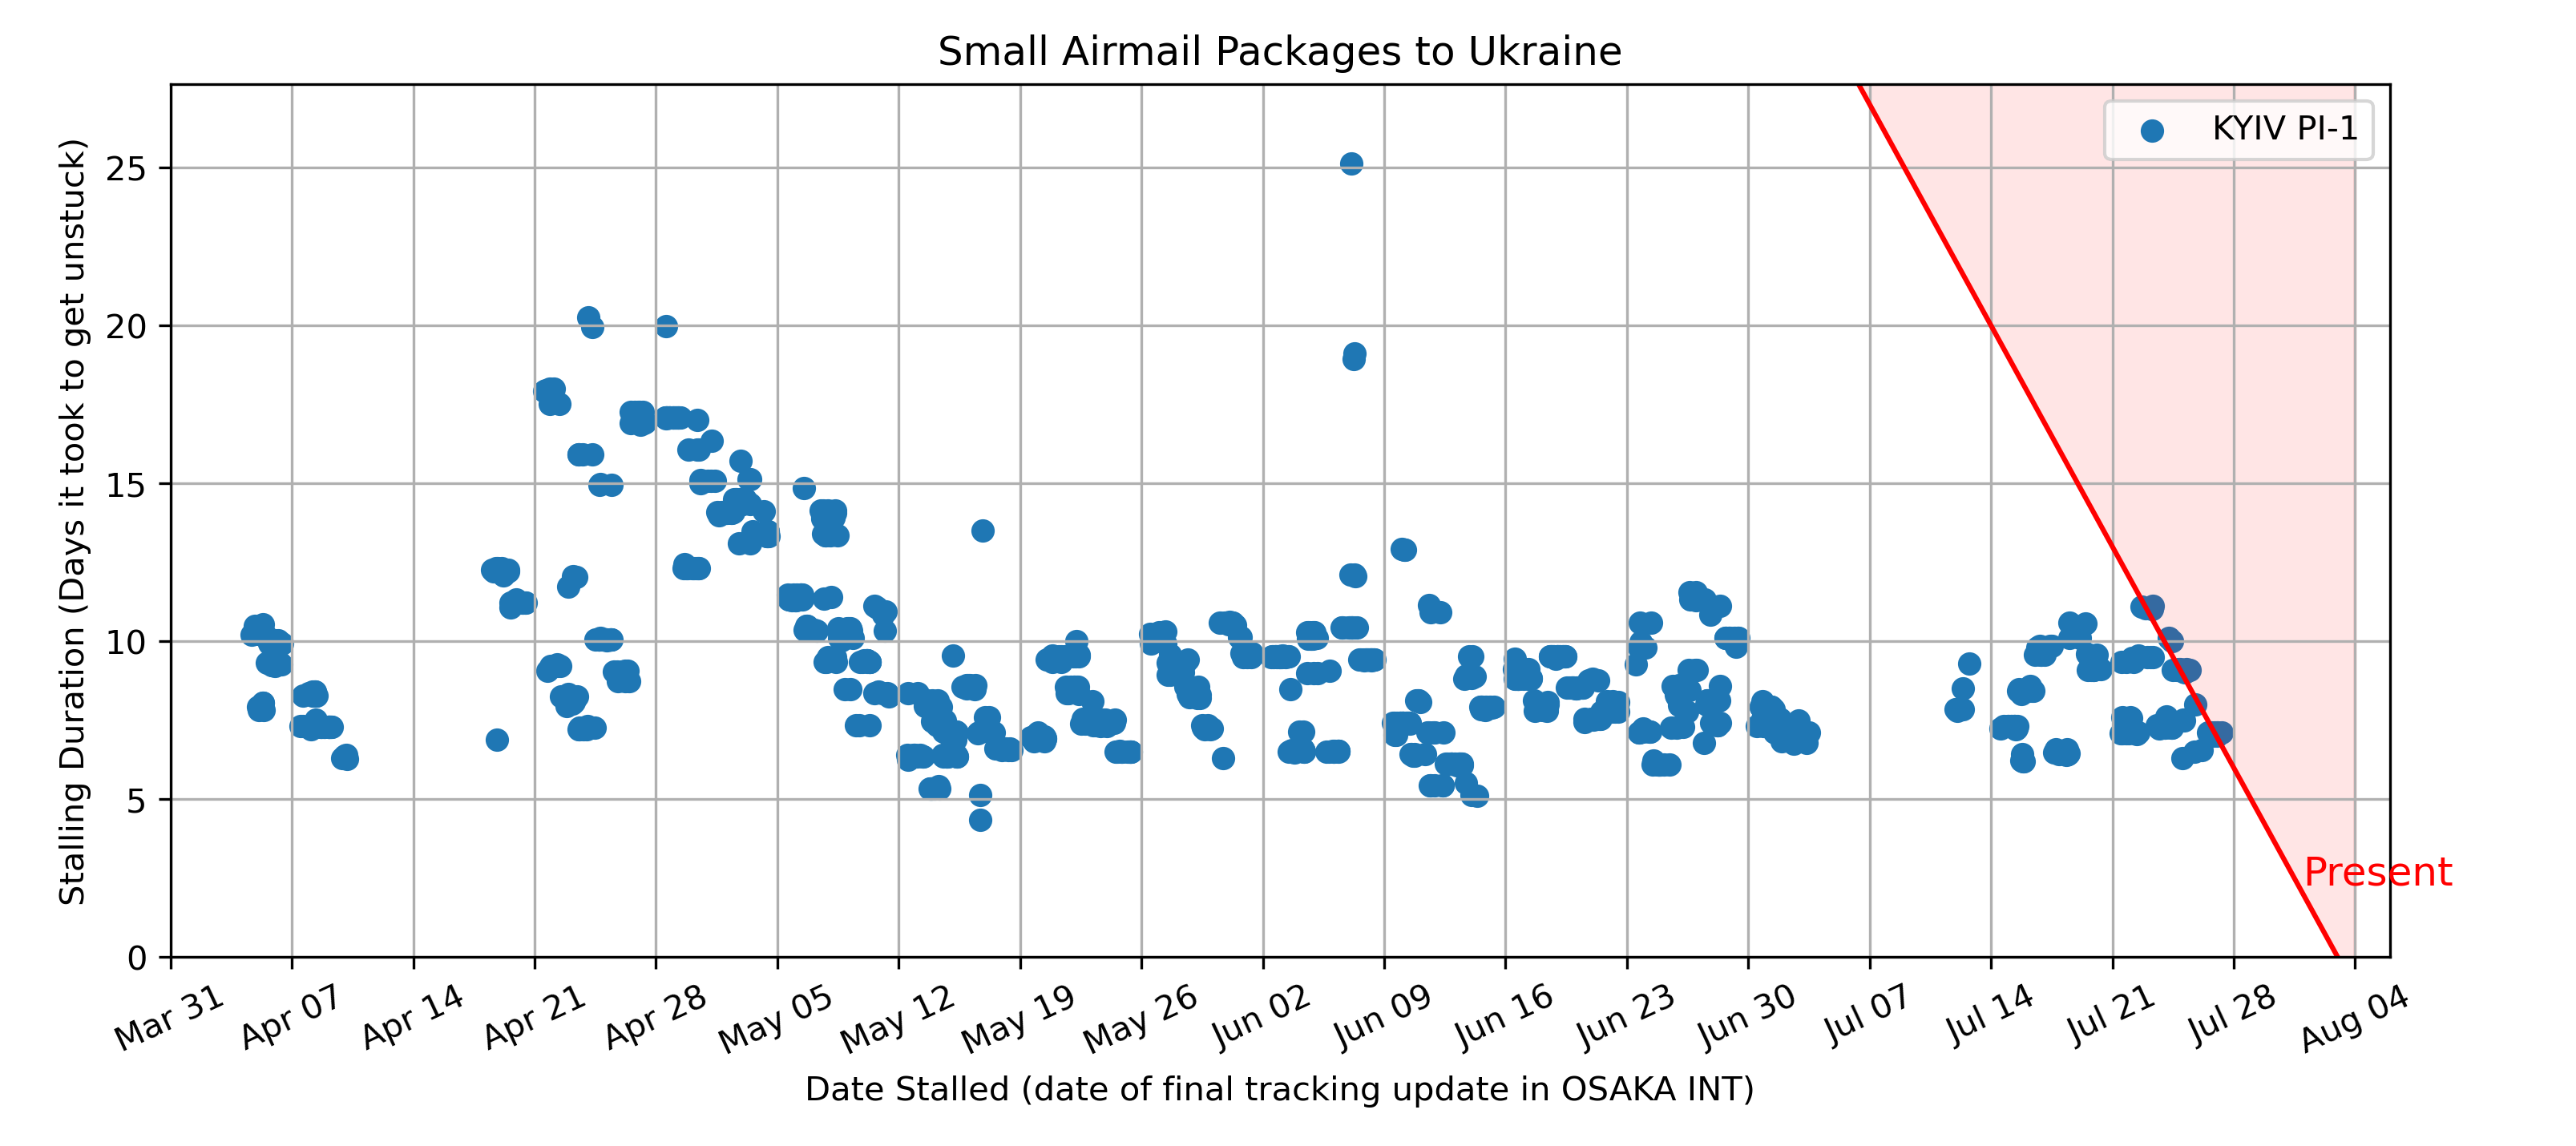 Small Airmail Packages to Ukraine
KYIV PI-1
Stalling Duration (Days it took to get unstuck)
25
20
15
10
5
0
Present
Mar 31
Apr 07
Apr 14
Apr 21
Apr 28
May 05
May 12
May 19
May 26
Jun 02
Jun 09
Jun 16
Jun 23
Jun 30
Jul 07
Jul 14
Jul 21
Jul 28
Aug 04
Date Stalled (date of final tracking update in OSAKA INT)